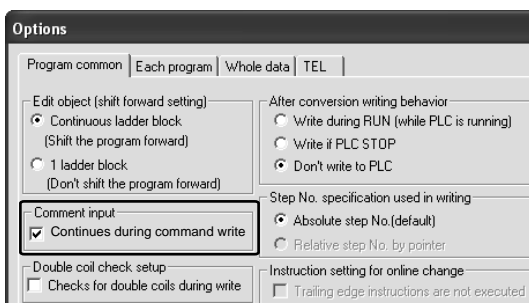 Options
Program common
Each program
Whole data
TEL
Edit object (shift forward setting)
Continuous ladder block
(Shift the program forward)
1 ladder block
(Don't shift the program forward)
Comment input
Continues during command write
Double coil check setup
Checks for double coils during write
After conversion writing behavior
Write during RUN (while PLC is running)
Write if PLC STOP
Don't write to PLC
Step No. specification used in writing
Absolute step No.(default)
Relative step No. by pointer
Instruction setting for online change
Trailing edge instructions are not executed